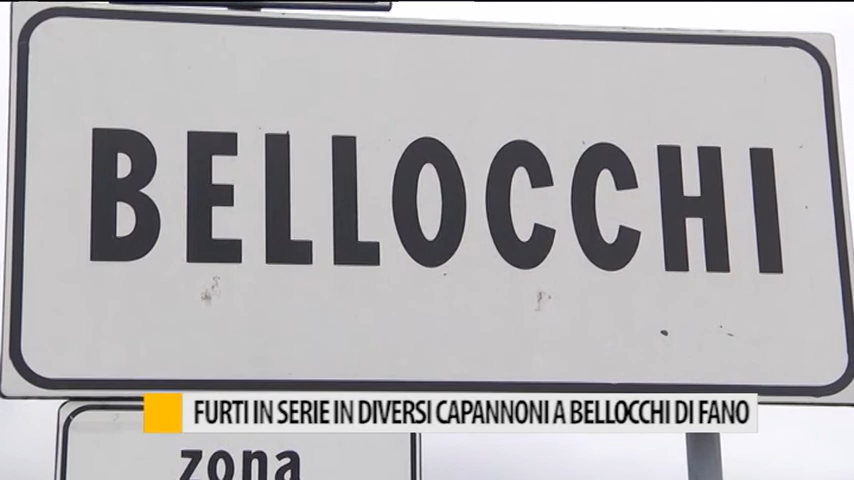 BELLOCCHI
FURTI IN SERIE IN DIVERSI CAPANNONI A BELLOCCHI DI FANO
zona